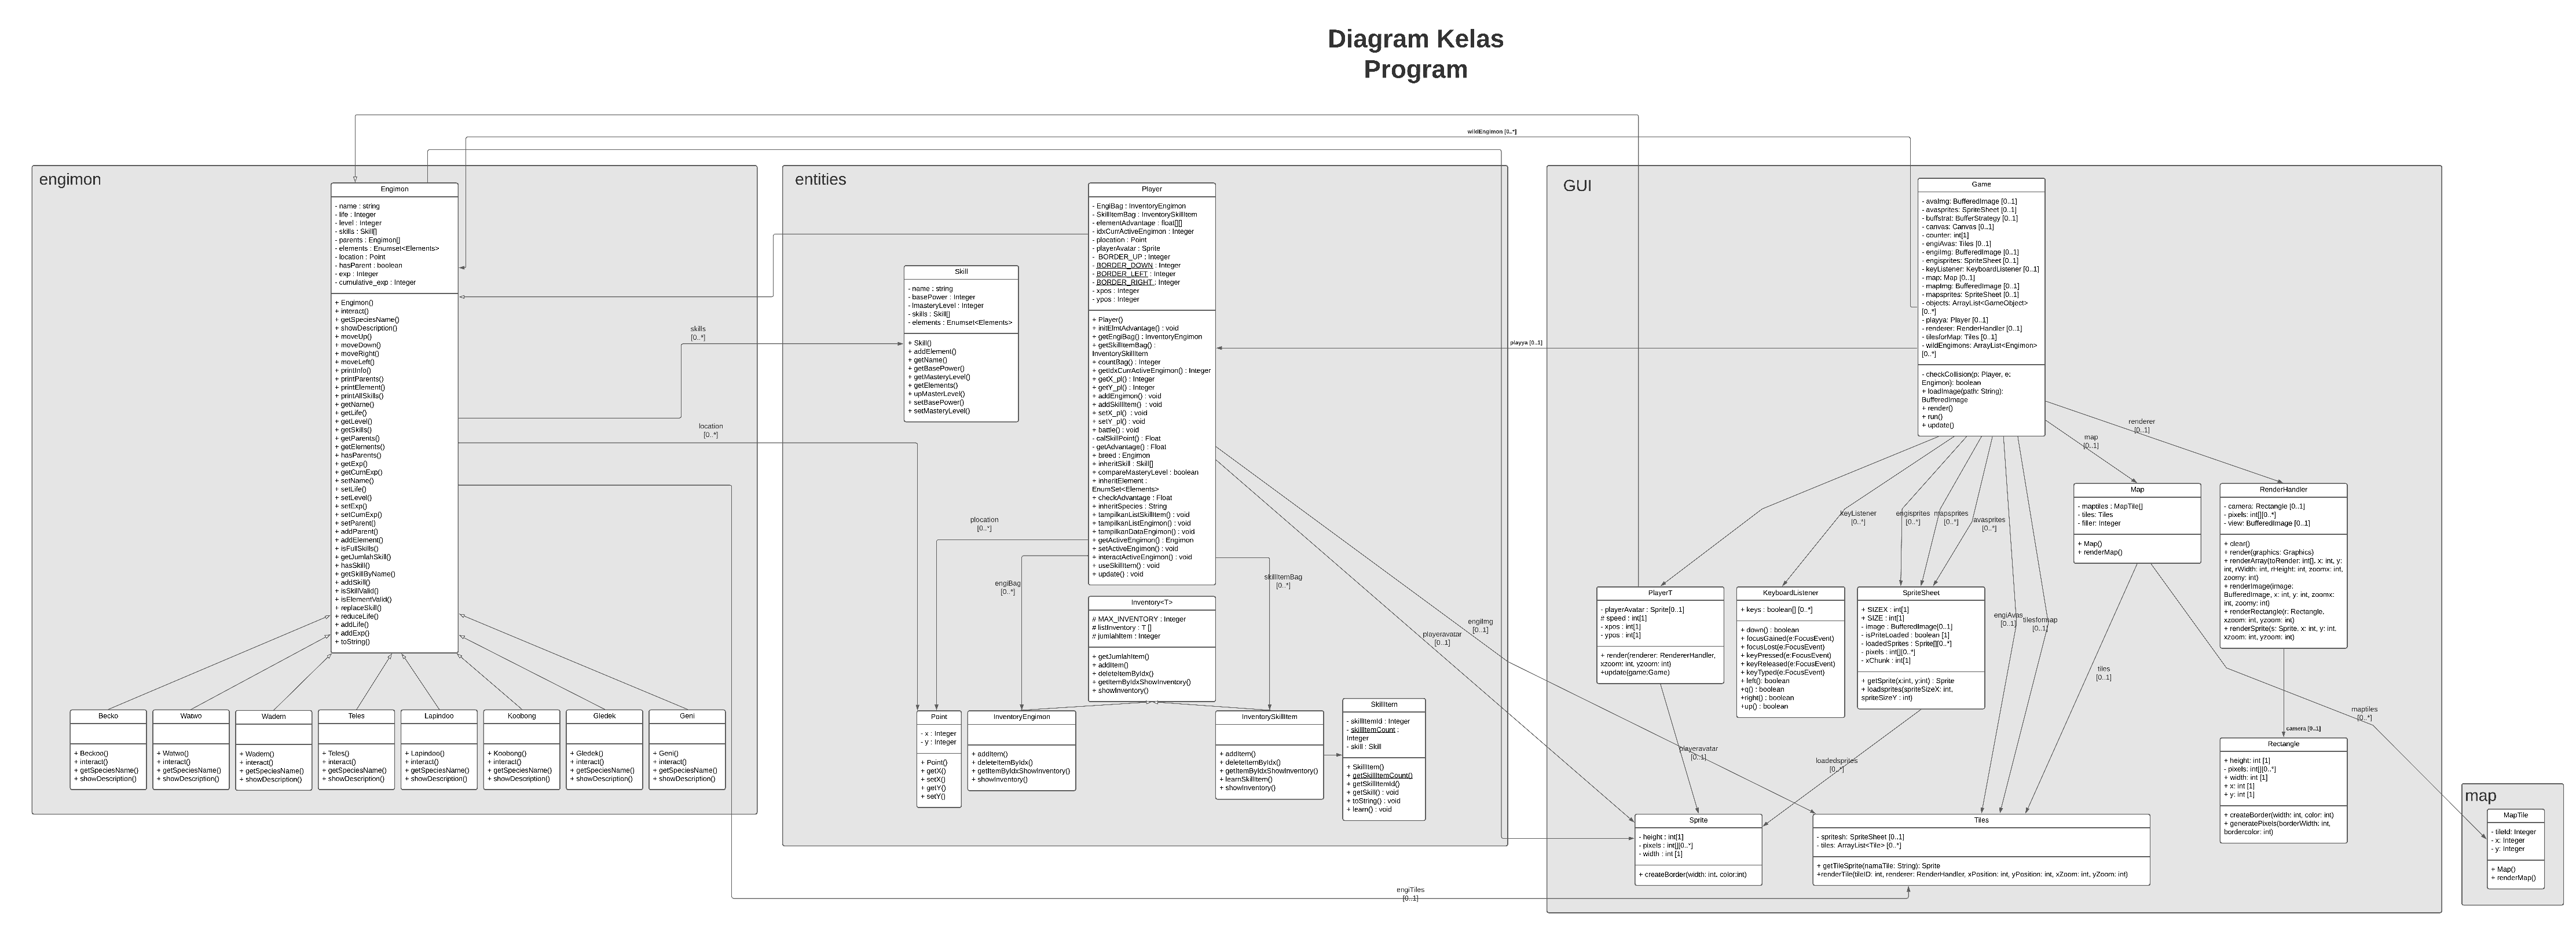 Diagram Kelas
Program
wildEngimon [0..*]
engimon
Engimon
- name : string
- life : Integer
- level : Integer
- skills : Skill[]
- parents : Engimon[]
- elements : Enumset<Elements>
- location : Point
- hasParent : boolean
- exp : Integer
- cumulative_exp : Integer
+ Engimon()
+ interact()
+ getSpeciesName()
+ showDescription()
+ moveUp()
+ moveDown()
+ moveRight()
+ moveLeft()
+ printInfo()
+ printParents()
+ printElement()
+ printAllSkills()
+ getName()
+ getLife()
+ getLevel()
+ getSkills()
+ getParents()
+ getElements()
+ hasParents()
+ getExp()
+ getCumExp()
+ setName()
+ setLife()
+ setLevel()
+ setExp()
+ setCumExp()
+ setParent()
+ addParent()
+ addElement()
+ isFullSkills()
+ getJumlahSkill()
+ hasSkill()
+ getSkillByName()
+ addSkill()
+ isSkillValid()
+ isElementValid()
+ replaceSkill()
+ reduceLife()
+ addLife()
+ addExp()
+ toString()
Becko
+ Beckoo()
+ interact()
+ getSpeciesName()
+ showDescription()
Watwo
+ Watwo()
+ interact()
+ getSpeciesName()
+ showDescription()
Wadem
+ Wadem()
+ interact()
+ getSpeciesName()
+ showDescription()
Teles
+ Teles()
+ interact()
+ getSpeciesName()
+ showDescription()
Lapindoo
+ Lapindoo()
+ interact()
+ getSpeciesName()
+ showDescription()
Koobong
+ Koobong()
+ interact()
+ getSpeciesName()
+ showDescription()
Gledek
+ Gledek()
+ interact()
+ getSpeciesName()
+ showDescription()
Geni
+ Geni()
+ interact()
+ getSpeciesName()
+ showDescription()
skills
[0..*]
location
[0..*]
entities
Skill
- name : string
- basePower : Integer
- lmasteryLevel : Integer
- skills : Skill[]
- elements : Enumset<Elements>
+ Skill()
+ addElement()
+ getName()
+ getBasePower()
+ getMasteryLevel()
+ getElements()
+ upMasterLevel()
+ setBasePower()
+ setMasteryLevel()
Player
- EngiBag : InventoryEngimon
- SkillItemBag : InventorySkillItem
- elementAdvantage : float[][]
- idxCurrActiveEngimon : Integer
- plocation : Point
- playerAvatar : Sprite
- BORDER_UP : Integer
- BORDER_DOWN : Integer
- BORDER_LEFT : Integer
- BORDER_RIGHT : Integer
- xpos : Integer
- ypos : Integer
+ Player()
+ initElmtAdvantage() : void
+ getEngiBag() : InventoryEngimon
+ getSkillItemBag() :
InventorySkillItem
+ countBag() : Integer
+ getIdxCurrActiveEngimon() : Integer
+ getX_pl() : Integer
+ getY_pl() : Integer
+ addEngimon() : void
+ addSkillItem() : void
+ setX_pl() : void
+ setY_pl() : void
+ battle() : void
- calSkillPoint() : Float
- getAdvantage() : Float
+ breed : Engimon
+ inheritSkill : Skill[]
+ compareMasteryLevel : boolean
+ inheritElement :
EnumSet<Elements>
+ checkAdvantage : Float
+ inheritSpecies : String
+ tampilkanListSkillItem() : void
+ tampilkanListEngimon() : void
+ tampilkanDataEngimon() : void
+ getActiveEngimon() : Engimon
+ setActiveEngimon() : void
+ interactActiveEngimon() : void
+ useSkillItem() : void
+ update() : void
plocation
[0..*]
engiBag
[0..*]
skillItemBag
[0..*]
Inventory<T>
# MAX_INVENTORY : Integer
# listInventory : T []
# jumlahItem : Integer
+ getJumlahItem()
+ addItem()
+ deleteItemByIdx()
+ getItemByIdxShowInventory()
+ showInventory()
Point
- x : Integer
- y : Integer
+ Point()
+ getX()
+ setX()
+ getY()
+ setY()
InventoryEngimon
+ addItem()
+ deleteItemByIdx()
+ getItemByIdxShowInventory()
+ showInventory()
InventorySkillItem
+ addItem()
+ deleteItemByIdx()
+ getItemByIdxShowInventory()
+ learnSkillItem()
+ showInventory()
SkillItem
- skillItemId : Integer
- skillItemCount :
Integer
- skill : Skill
+ SkillItem()
+ getSkillItemCount()
+ getSkillItemId()
+ getSkill() : void
+ toString() : void
+ learn() : void
playya [0..1]
engiImg
[0..1]
playeravatar
[0..1]
engiTiles
[0..1]
GUI
Game
- avaImg: BufferedImage [0..1]
- avasprites: SpriteSheet [0..1]
- buffstrat: BufferStrategy [0..1]
- canvas: Canvas [0..1]
- counter: int[1]
- engiAvas: Tiles [0..1]
- engiImg: BufferedImage [0..1]
- engisprites: SpriteSheet [0..1]
- keyListener: KeyboardListener [0..1]
- map: Map [0..1]
- mapImg: BufferedImage [0..1]
- mapsprites: SpriteSheet [0..1]
- objects: ArrayList<GameObject>
[0..*]
- playya: Player [0..1]
- renderer: RenderHandler [0..1]
- tilesforMap: Tiles [0..1]
- wildEngimons: ArrayList<Engimon>
[0..*]
- checkCollision(p: Player, e:
Engimon): boolean
+ loadImage(path: String):
BufferedImage
+ render()
+ run()
+ update()
renderer
[0..1]
map
[0..1]
KeyListener
[0..*]
engisprites
[0..*]
mapsprites
[0..*]
avasprites
[0..*]
Map
- maptiles : MapTile[]
- tiles: Tiles
- filler: Integer
+ Map()
+ renderMap()
RenderHandler
- camera: Rectangle [0..1]
- pixels: int[][0..*]
- view: BufferedImage [0..1]
+ clear()
+ render(graphics: Graphics)
+ renderArray(toRender: int[], x: int, y:
int, rWidth: int, rHeight: int, zoomx: int,
zoomy: int)
+ renderImage(image:
BufferedImage, x: int, y: int, zoomx:
int, zoomy: int)
+ renderRectangle(r: Rectangle,
xzoom: int, yzoom: int)
+ renderSprite(s: Sprite, x: int, y: int,
xzoom: int, yzoom: int)
PlayerT
- playerAvatar : Sprite[0..1]
# speed : int[1]
- xpos : int[1]
- ypos : int[1]
+ render(renderer: RendererHandler,
xzoom: int, yzoom: int)
+update(game:Game)
KeyboardListener
+ keys : boolean[] [0..*]
+ down() : boolean
+ focusGained(e:FocusEvent)
+ focusLost(e:FocusEvent)
+ keyPressed(e:FocusEvent)
+ keyReleased(e:FocusEvent)
+ keyTyped(e:FocusEvent)
+ left(): boolean
+q() : boolean
+right() : boolean
+up() : boolean
SpriteSheet
+ SIZEX : int[1]
+ SIZE : int[1]
- image : BufferedImage[0..1]
- isPriteLoaded : boolean [1]
- loadedSprites : Sprite[][0..*]
- pixels : int[][0..*]
- xChunk : int[1]
+ getSprite(x:int, y:int) : Sprite
+ loadsprites(spriteSizeX: int,
spriteSizeY : int)
engiAvas
[0..1]
tilesformap
[0..1]
tiles
[0..1]
maptiles
[0..*]
camera [0..1]
playeravatar
[0..1]
loadedsprites
[0..*]
Rectangle
+ height: int [1]
- pixels: int[][0..*]
+ width: int [1]
+ x: int [1]
+ y: int [1]
+ createBorder(width: int, color: int)
+ generatePixels(borderWidth: int,
bordercolor: int)
Sprite
- height : int[1]
- pixels : int[][0..*]
- width : int [1]
+ createBorder(width: int, color:int)
Tiles
- spritesh: SpriteSheet [0..1]
- tiles: ArrayList<Tile> [0..*]
+ getTileSprite(namaTile: String): Sprite
+renderTile(tileID: int, renderer: RenderHandler, xPosition: int, yPosition: int, xZoom: int, yZoom: int)
map
MapTile
- tileId: Integer
- x: Integer
- y: Integer
+ Map()
+ renderMap()